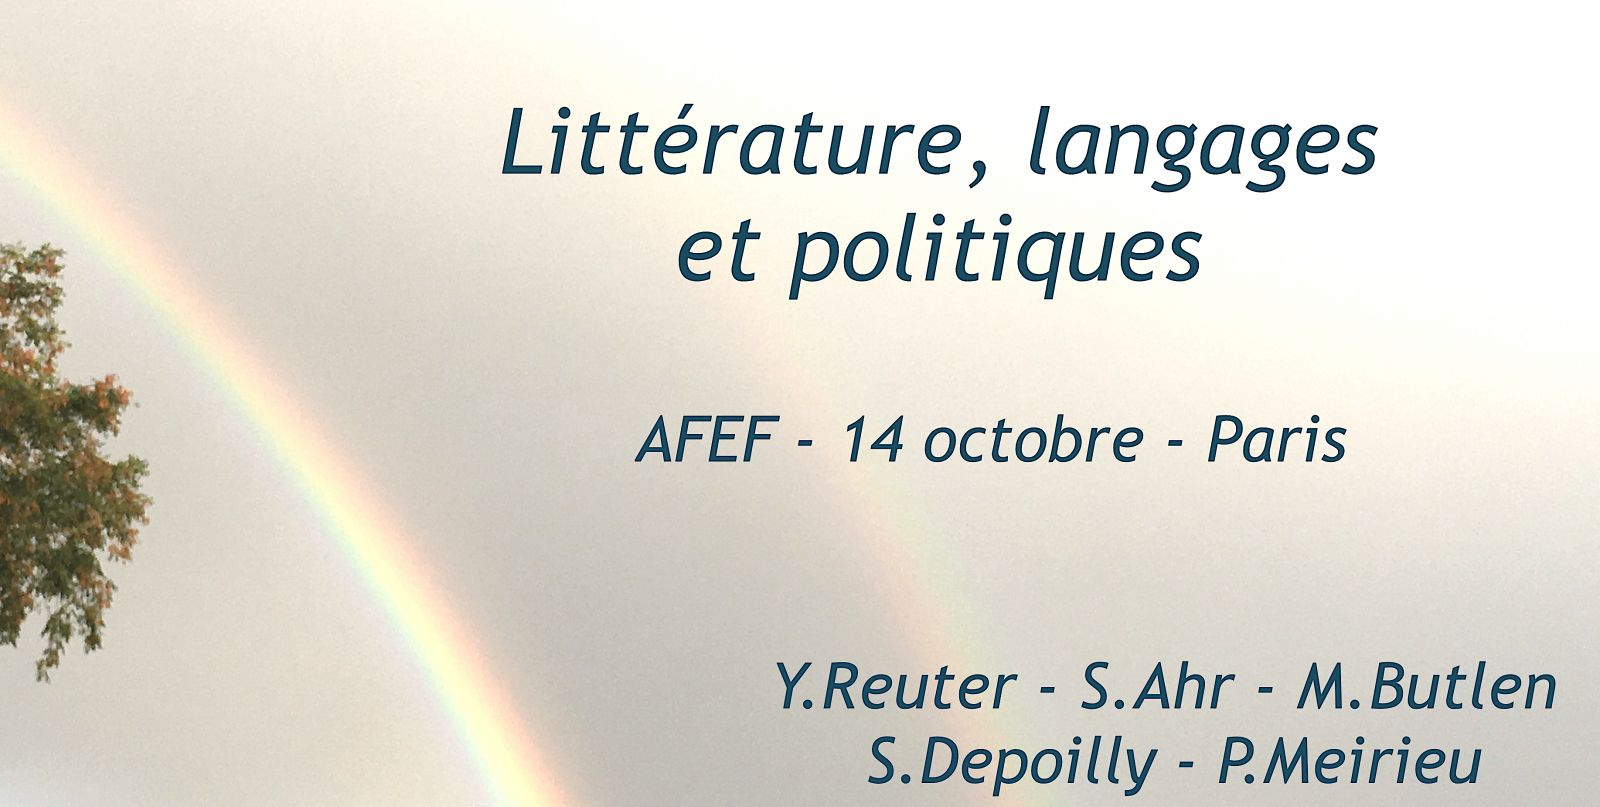 Littérature, langages
et politiques
AFEF - 14 octobre - Paris
Y.Reuter - S.Ahr - M.Butlen
S.Depoilly - P.Meirieu